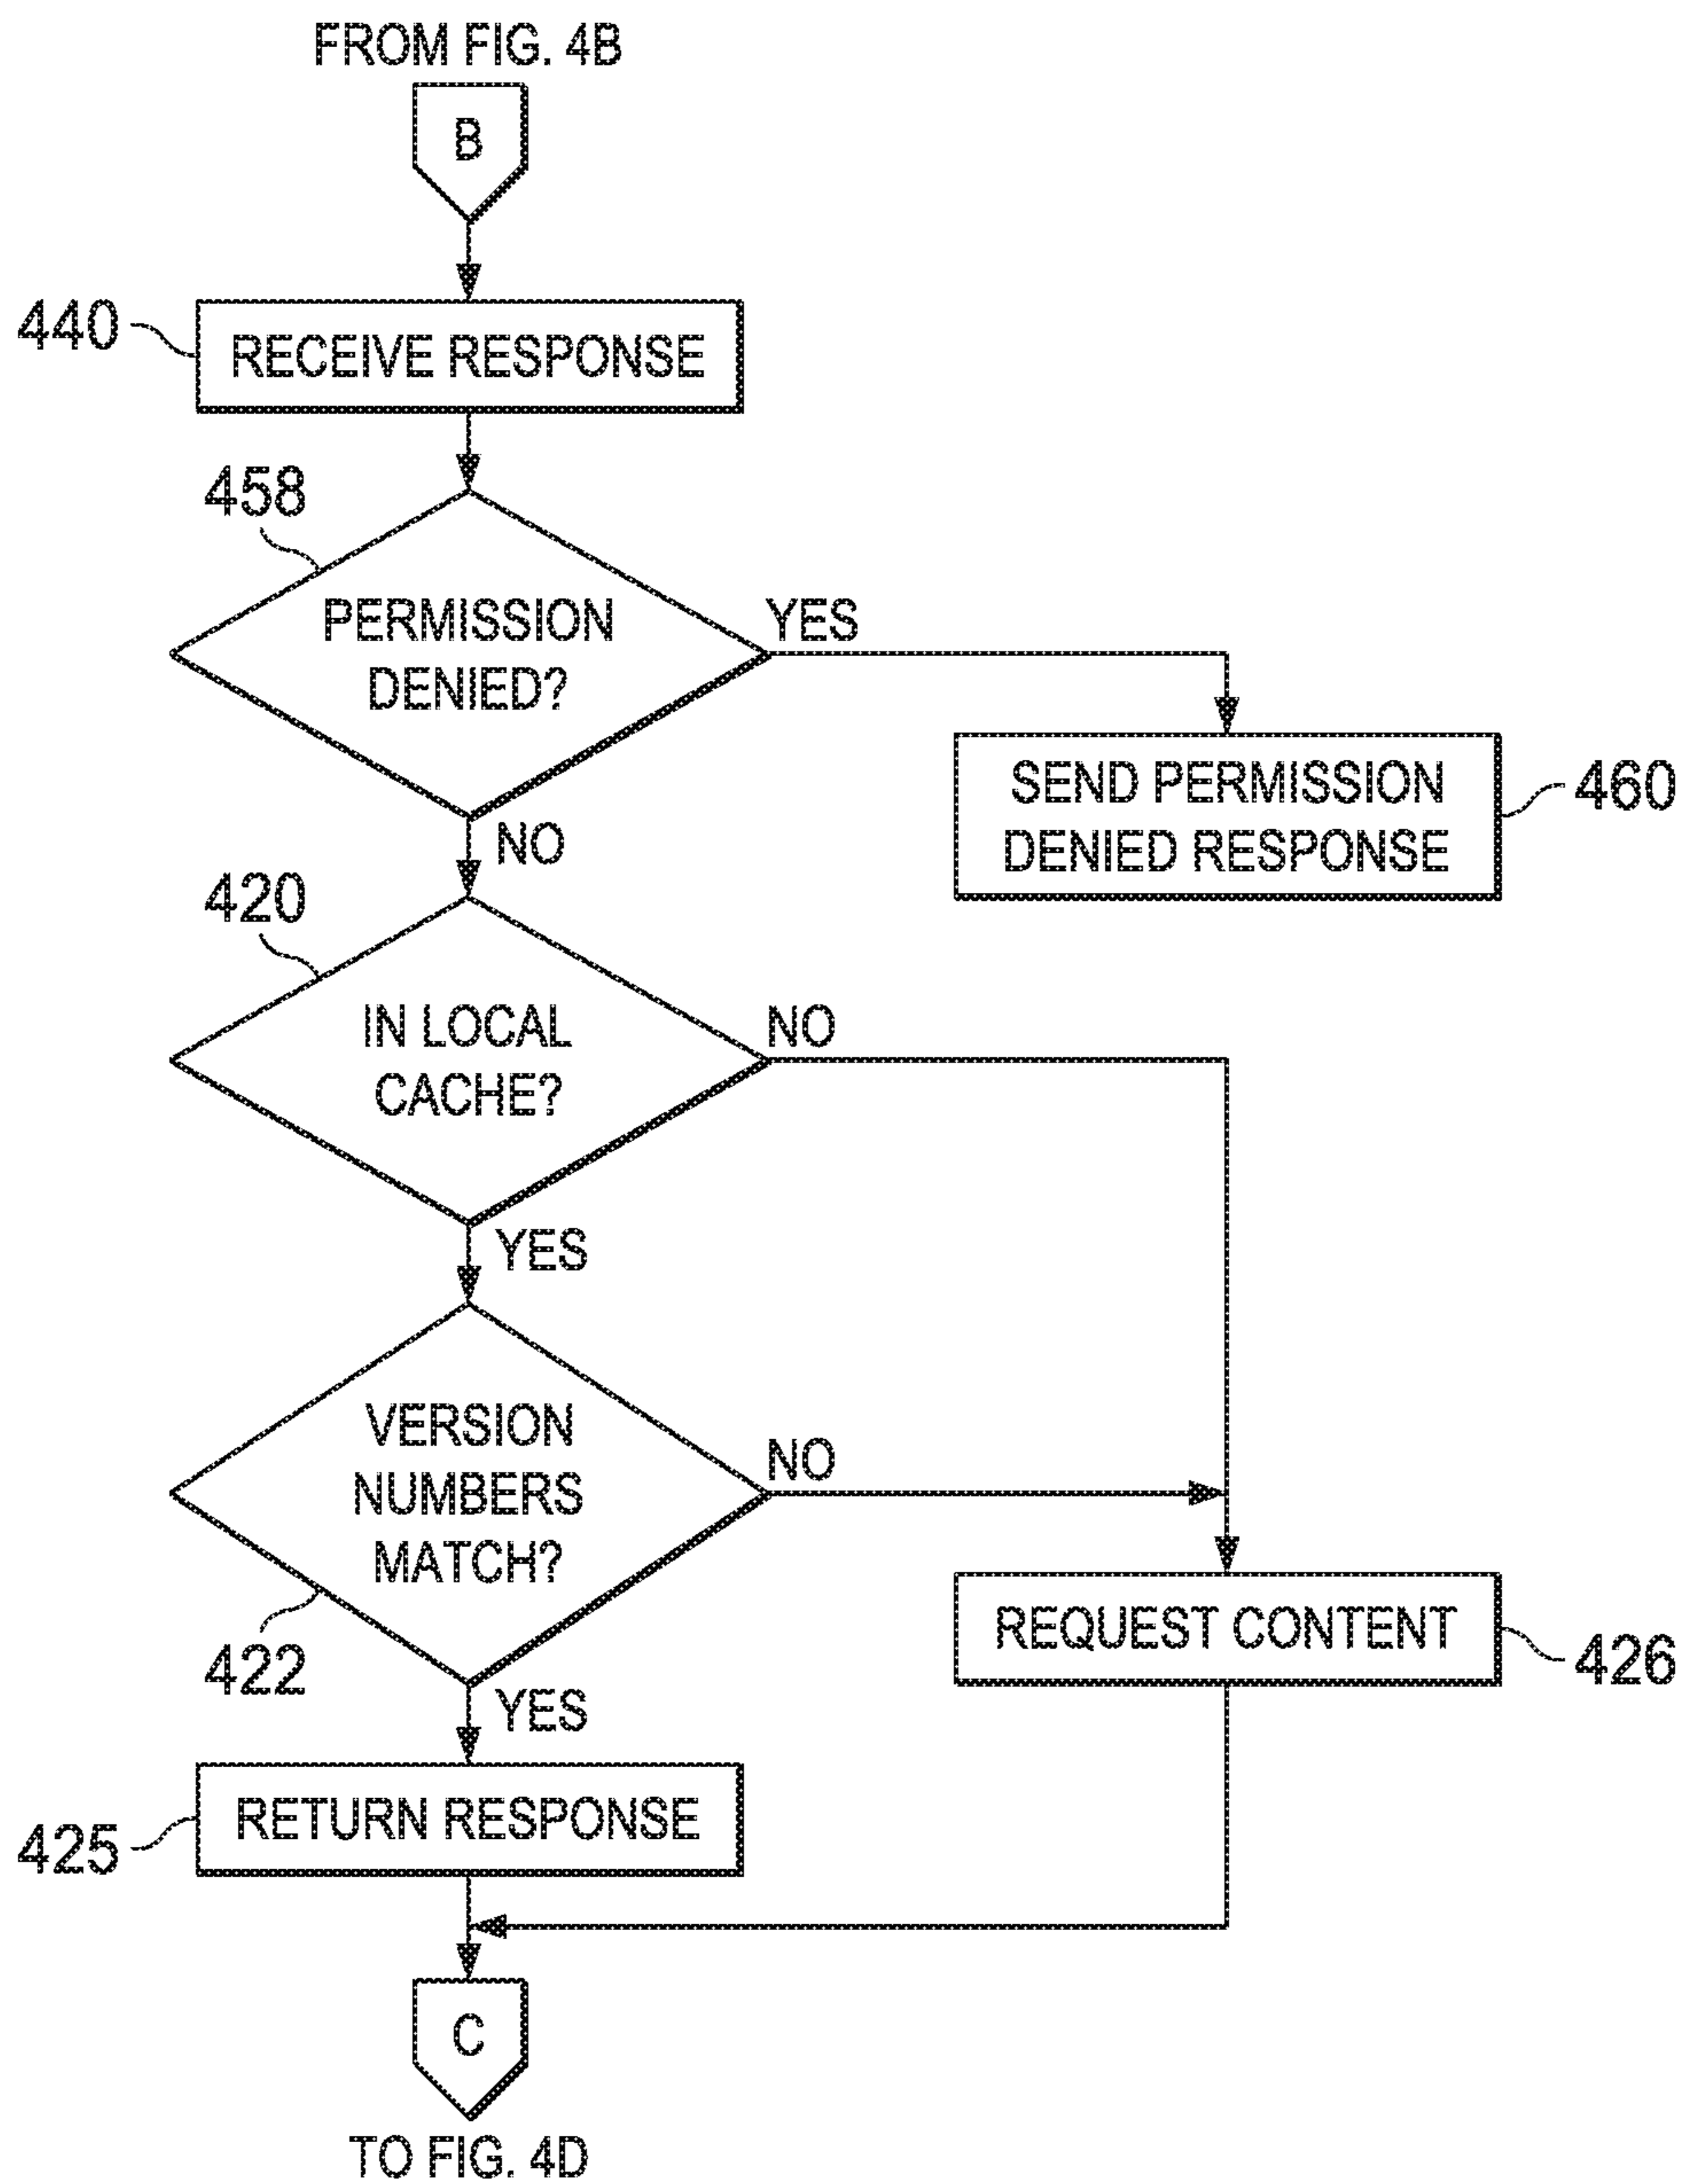 FROM FIG. 4B
B
440
RECEIVE RESPONSE
458
PERMISSION
DENIED?
YES
SEND PERMISSION
DENIED RESPONSE
460
NO
420
IN LOCAL
CACHE?
NO
YES
VERSION
NUMBERS
MATCH?
NO
422
REQUEST CONTENT
426
YES
RETURN RESPONSE
425
C
TO FIG. 4D